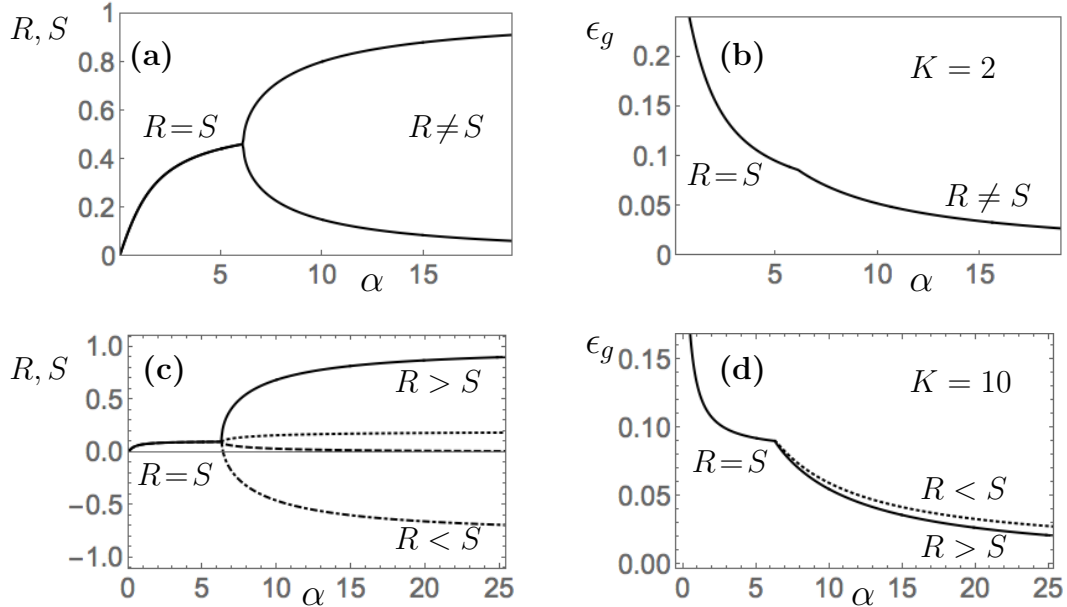 R, S
(a)
1
0.8
0.6
0.4
0.2
0
R=S
R≠S
5
10
15
α
ϵg
(b)
K = 2
0.2
0.15
0.1
0.05
0
R=S
R ≠ S
5
10
15
α
R, S
(c)
1.0
0.5
0.0
−0.5
−1.0
R > S
R=S
R < S
0
5
10
15
20
25
α
ϵg
(d)
K = 10
0.15
0.10
0.05
0.00
R=S
R < S
R > S
0
5
10
15
20
25
α